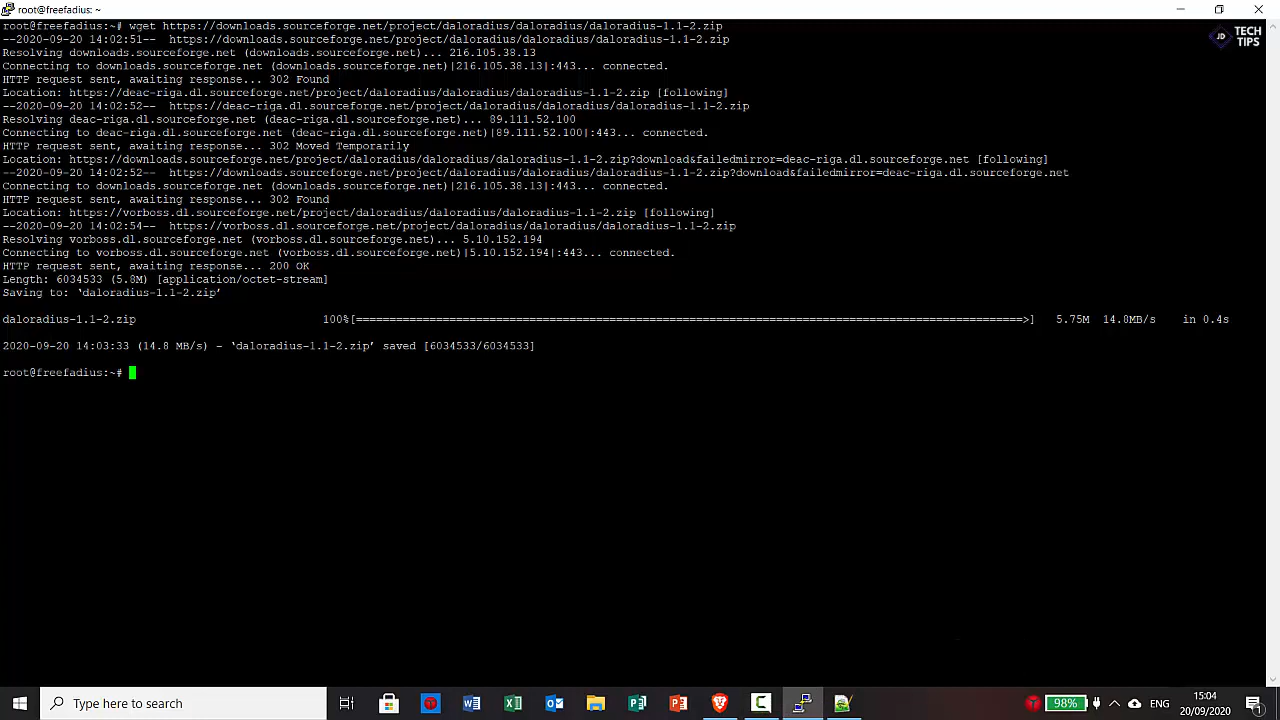 root@freefadius: ~
root@freefadius:~# wget https://downloads.sourceforge.net/project/daloradius/daloradius/daloradius-1.1-2.zip
--2020-09-20 14:02:51--  https://downloads.sourceforge.net/project/daloradius/daloradius/daloradius-1.1-2.zip
Resolving downloads.sourceforge.net (downloads.sourceforge.net)... 216.105.38.13
Connecting to downloads.sourceforge.net (downloads.sourceforge.net)|216.105.38.13|:443... connected.
HTTP request sent, awaiting response... 302 Found
Location: https://deac-riga.dl.sourceforge.net/project/daloradius/daloradius/daloradius-1.1-2.zip [following]
--2020-09-20 14:02:52--  https://deac-riga.dl.sourceforge.net/project/daloradius/daloradius/daloradius-1.1-2.zip
Resolving deac-riga.dl.sourceforge.net (deac-riga.dl.sourceforge.net)... 89.111.52.100
Connecting to deac-riga.dl.sourceforge.net (deac-riga.dl.sourceforge.net)|89.111.52.100|:443... connected.
HTTP request sent, awaiting response... 302 Moved Temporarily
Location: https://downloads.sourceforge.net/project/daloradius/daloradius/daloradius-1.1-2.zip?download&failedmirror=deac-riga.dl.sourceforge.net [following]
--2020-09-20 14:02:52--  https://downloads.sourceforge.net/project/daloradius/daloradius/daloradius-1.1-2.zip?download&failedmirror=deac-riga.dl.sourceforge.net
Connecting to downloads.sourceforge.net (downloads.sourceforge.net)|216.105.38.13|:443... connected.
HTTP request sent, awaiting response... 302 Found
Location: https://vorboss.dl.sourceforge.net/project/daloradius/daloradius/daloradius-1.1-2.zip [following]
--2020-09-20 14:02:54--  https://vorboss.dl.sourceforge.net/project/daloradius/daloradius/daloradius-1.1-2.zip
Resolving vorboss.dl.sourceforge.net (vorboss.dl.sourceforge.net)... 5.10.152.194
Connecting to vorboss.dl.sourceforge.net (vorboss.dl.sourceforge.net)|5.10.152.194|:443... connected.
HTTP request sent, awaiting response... 200 OK
Length: 6034533 (5.8M) [application/octet-stream]
Saving to: ‘daloradius-1.1-2.zip’
daloradius-1.1-2.zip 100%[====================================================================================================>] 5.75M 14.8MB/s in 0.4s
2020-09-20 14:03:33 (14.8 MB/s) - ‘daloradius-1.1-2.zip’ saved [6034533/6034533]
root@freefadius:~#
JD TECH
TIPS
Type here to search
98%
ENG
15:04
20/09/2020
1